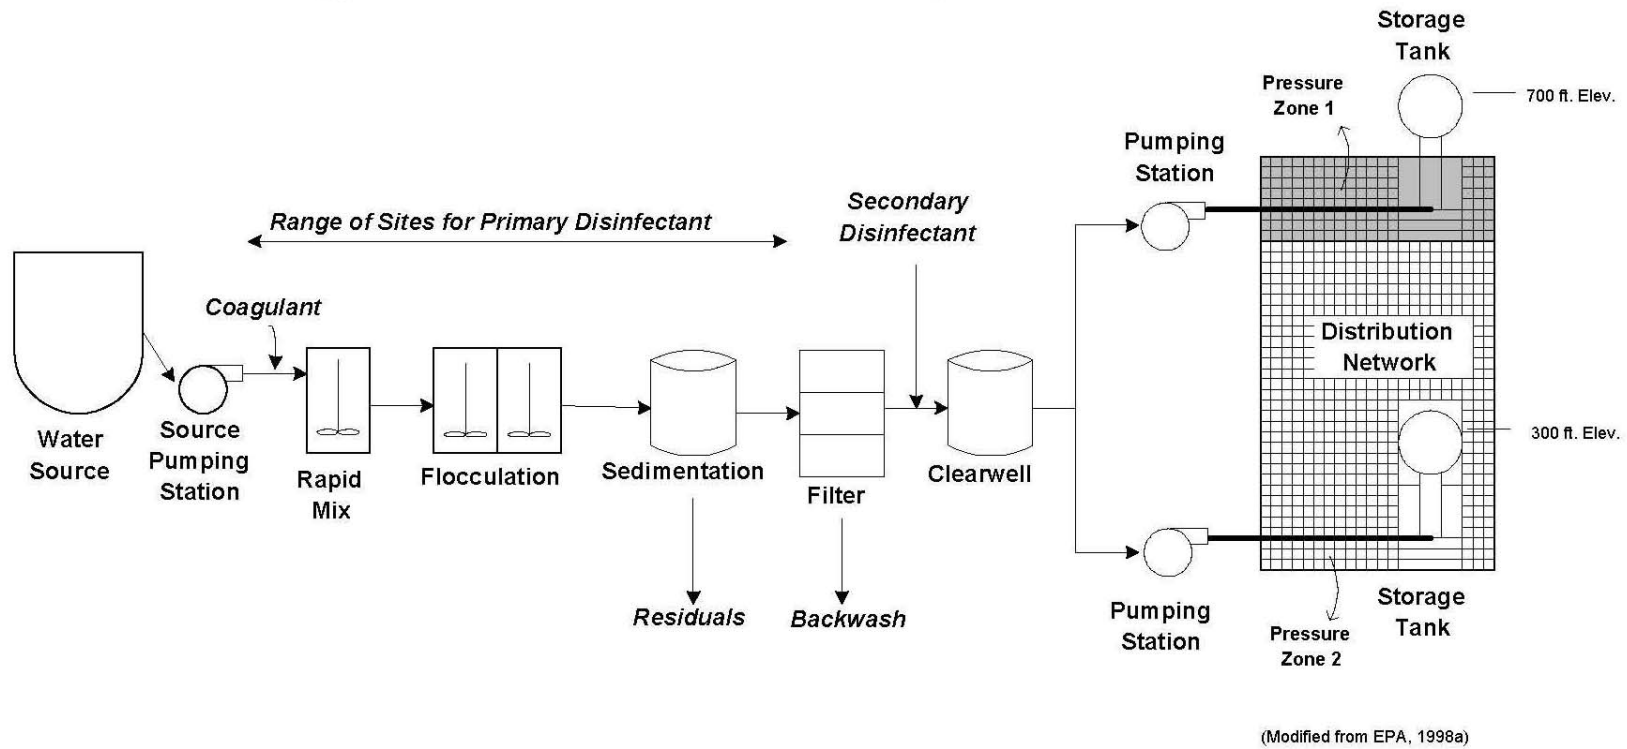 Storage
Tank
Pressure
Zone 1
700 ft. Elev.
Pumping
Station
Secondary
Disinfectant
Range of Sites for Primary Disinfectant
Coagulant
Distribution
Network
Water
Source
Source
Pumping
Station
Rapid
Mix
Flocculation
Sedimentation
Filter
Clearwell
300 ft. Elev.
Residuals
Backwash
Pumping
Station
Pressure
Zone 2
Storage
Tank
(Modified from EPA, 1998a)